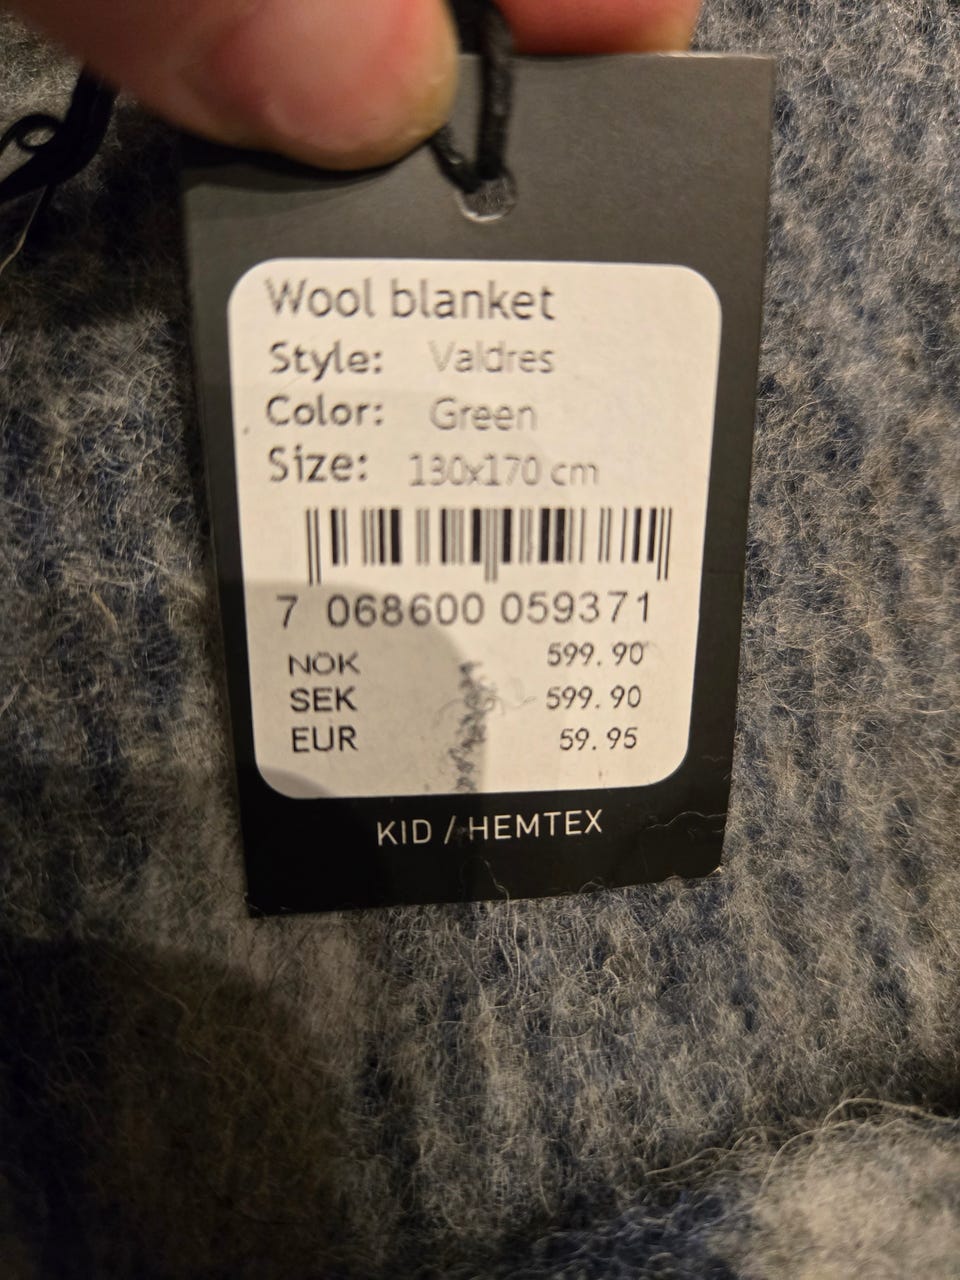 Wool blanket
Style: Valdres
Color: Green
Size: 130x170 cm
7 068600 059371
NOK 599.90
SEK 599.90
EUR 59.95
KID / HEMTEX